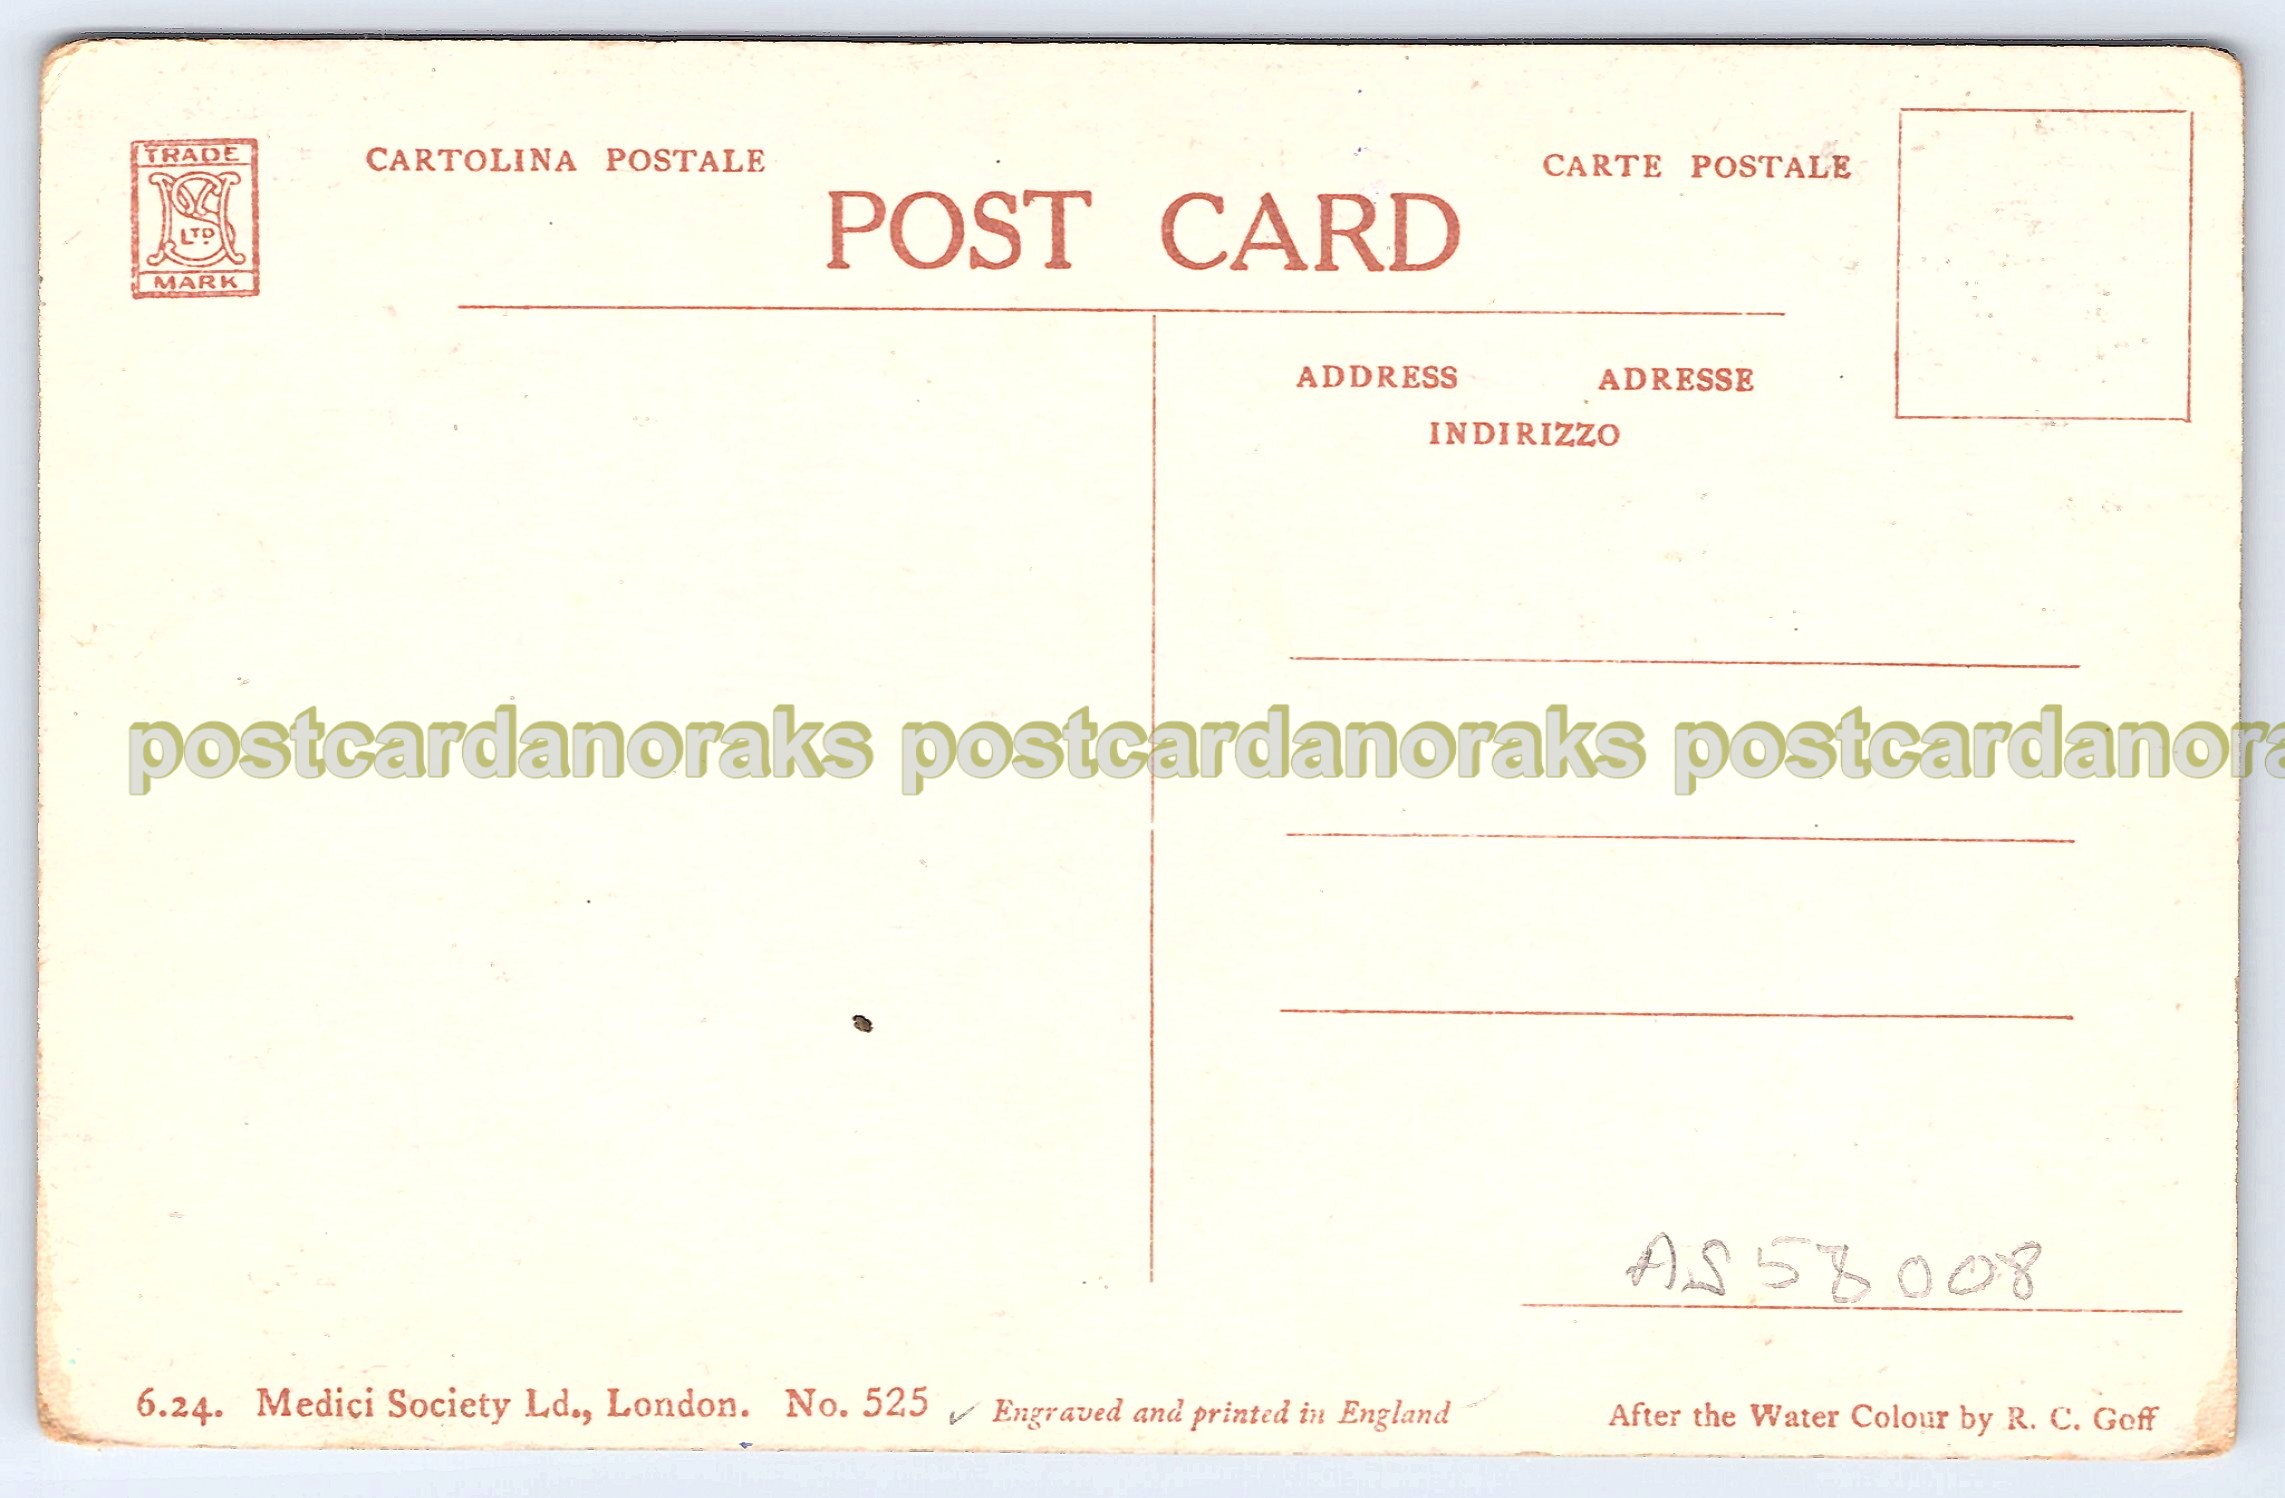 TRADE
MS
LTD
MARK
CARTOLINA POSTALE
CARTE POSTALE
POST CARD
ADDRESS ADRESSE
INDIRIZZO
postcardanoraks postcardanoraks postcardanora
AS58008
6.24. Medici Society Ld., London. No. 525 Engraved and printed in England After the Water Colour by R. C. Goff